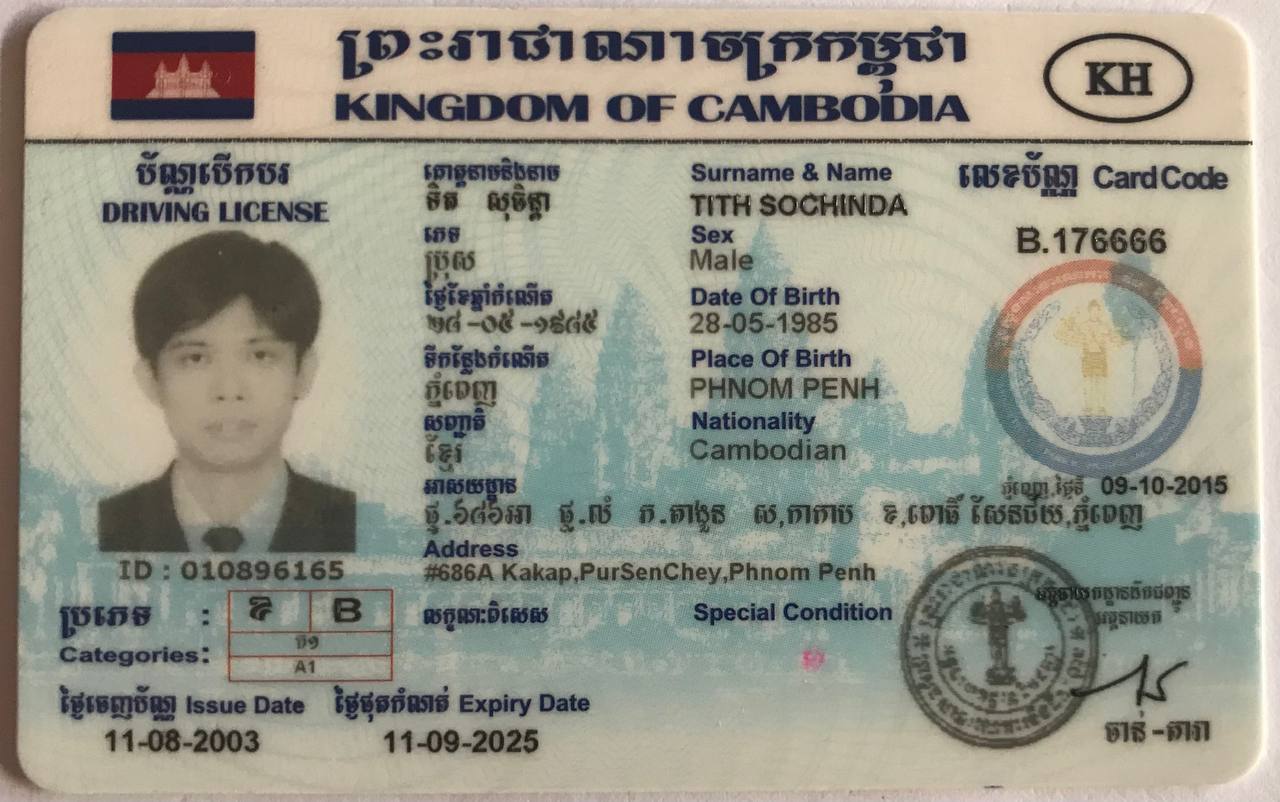 ព្រះរាជាណាចក្រកម្ពុជា
KINGDOM OF CAMBODIA
KH
ប័ណ្ណបើកបរ
DRIVING LICENSE
គោត្តនាមនិងនាម Surname & Name
ទិត សុចិន្តា TITH SOCHINDA
លេខប័ណ្ណ Card Code
B.176666
ភេទ Sex
ប្រុស Male
ថ្ងៃខែឆ្នាំកំណើត Date Of Birth
២៨-០៥-១៩៨៥ 28-05-1985
ទីកន្លែងកំណើត Place Of Birth
ភ្នំពេញ PHNOM PENH
សញ្ជាតិ Nationality
ខ្មែរ Cambodian
អាសយដ្ឋាន
ភ្នំពេញ,ថ្ងៃទី 09-10-2015
ផ្ទ.៦៨៦អា ផ្ល.លំ ភ.តាងួន ស,កាកាប ខ,ពោធិ៍ សែនជ័យ,ភ្នំពេញ
Address
#686A Kakap,PurSenChey,Phnom Penh
ID : 010896165
ប្រភេទ : ខ B
Categories: ក១
A1
លក្ខណៈពិសេស Special Condition
ថ្ងៃចេញប័ណ្ណ Issue Date ថ្ងៃផុតកំណត់ Expiry Date
11-08-2003 11-09-2025
ចាន់-តារា